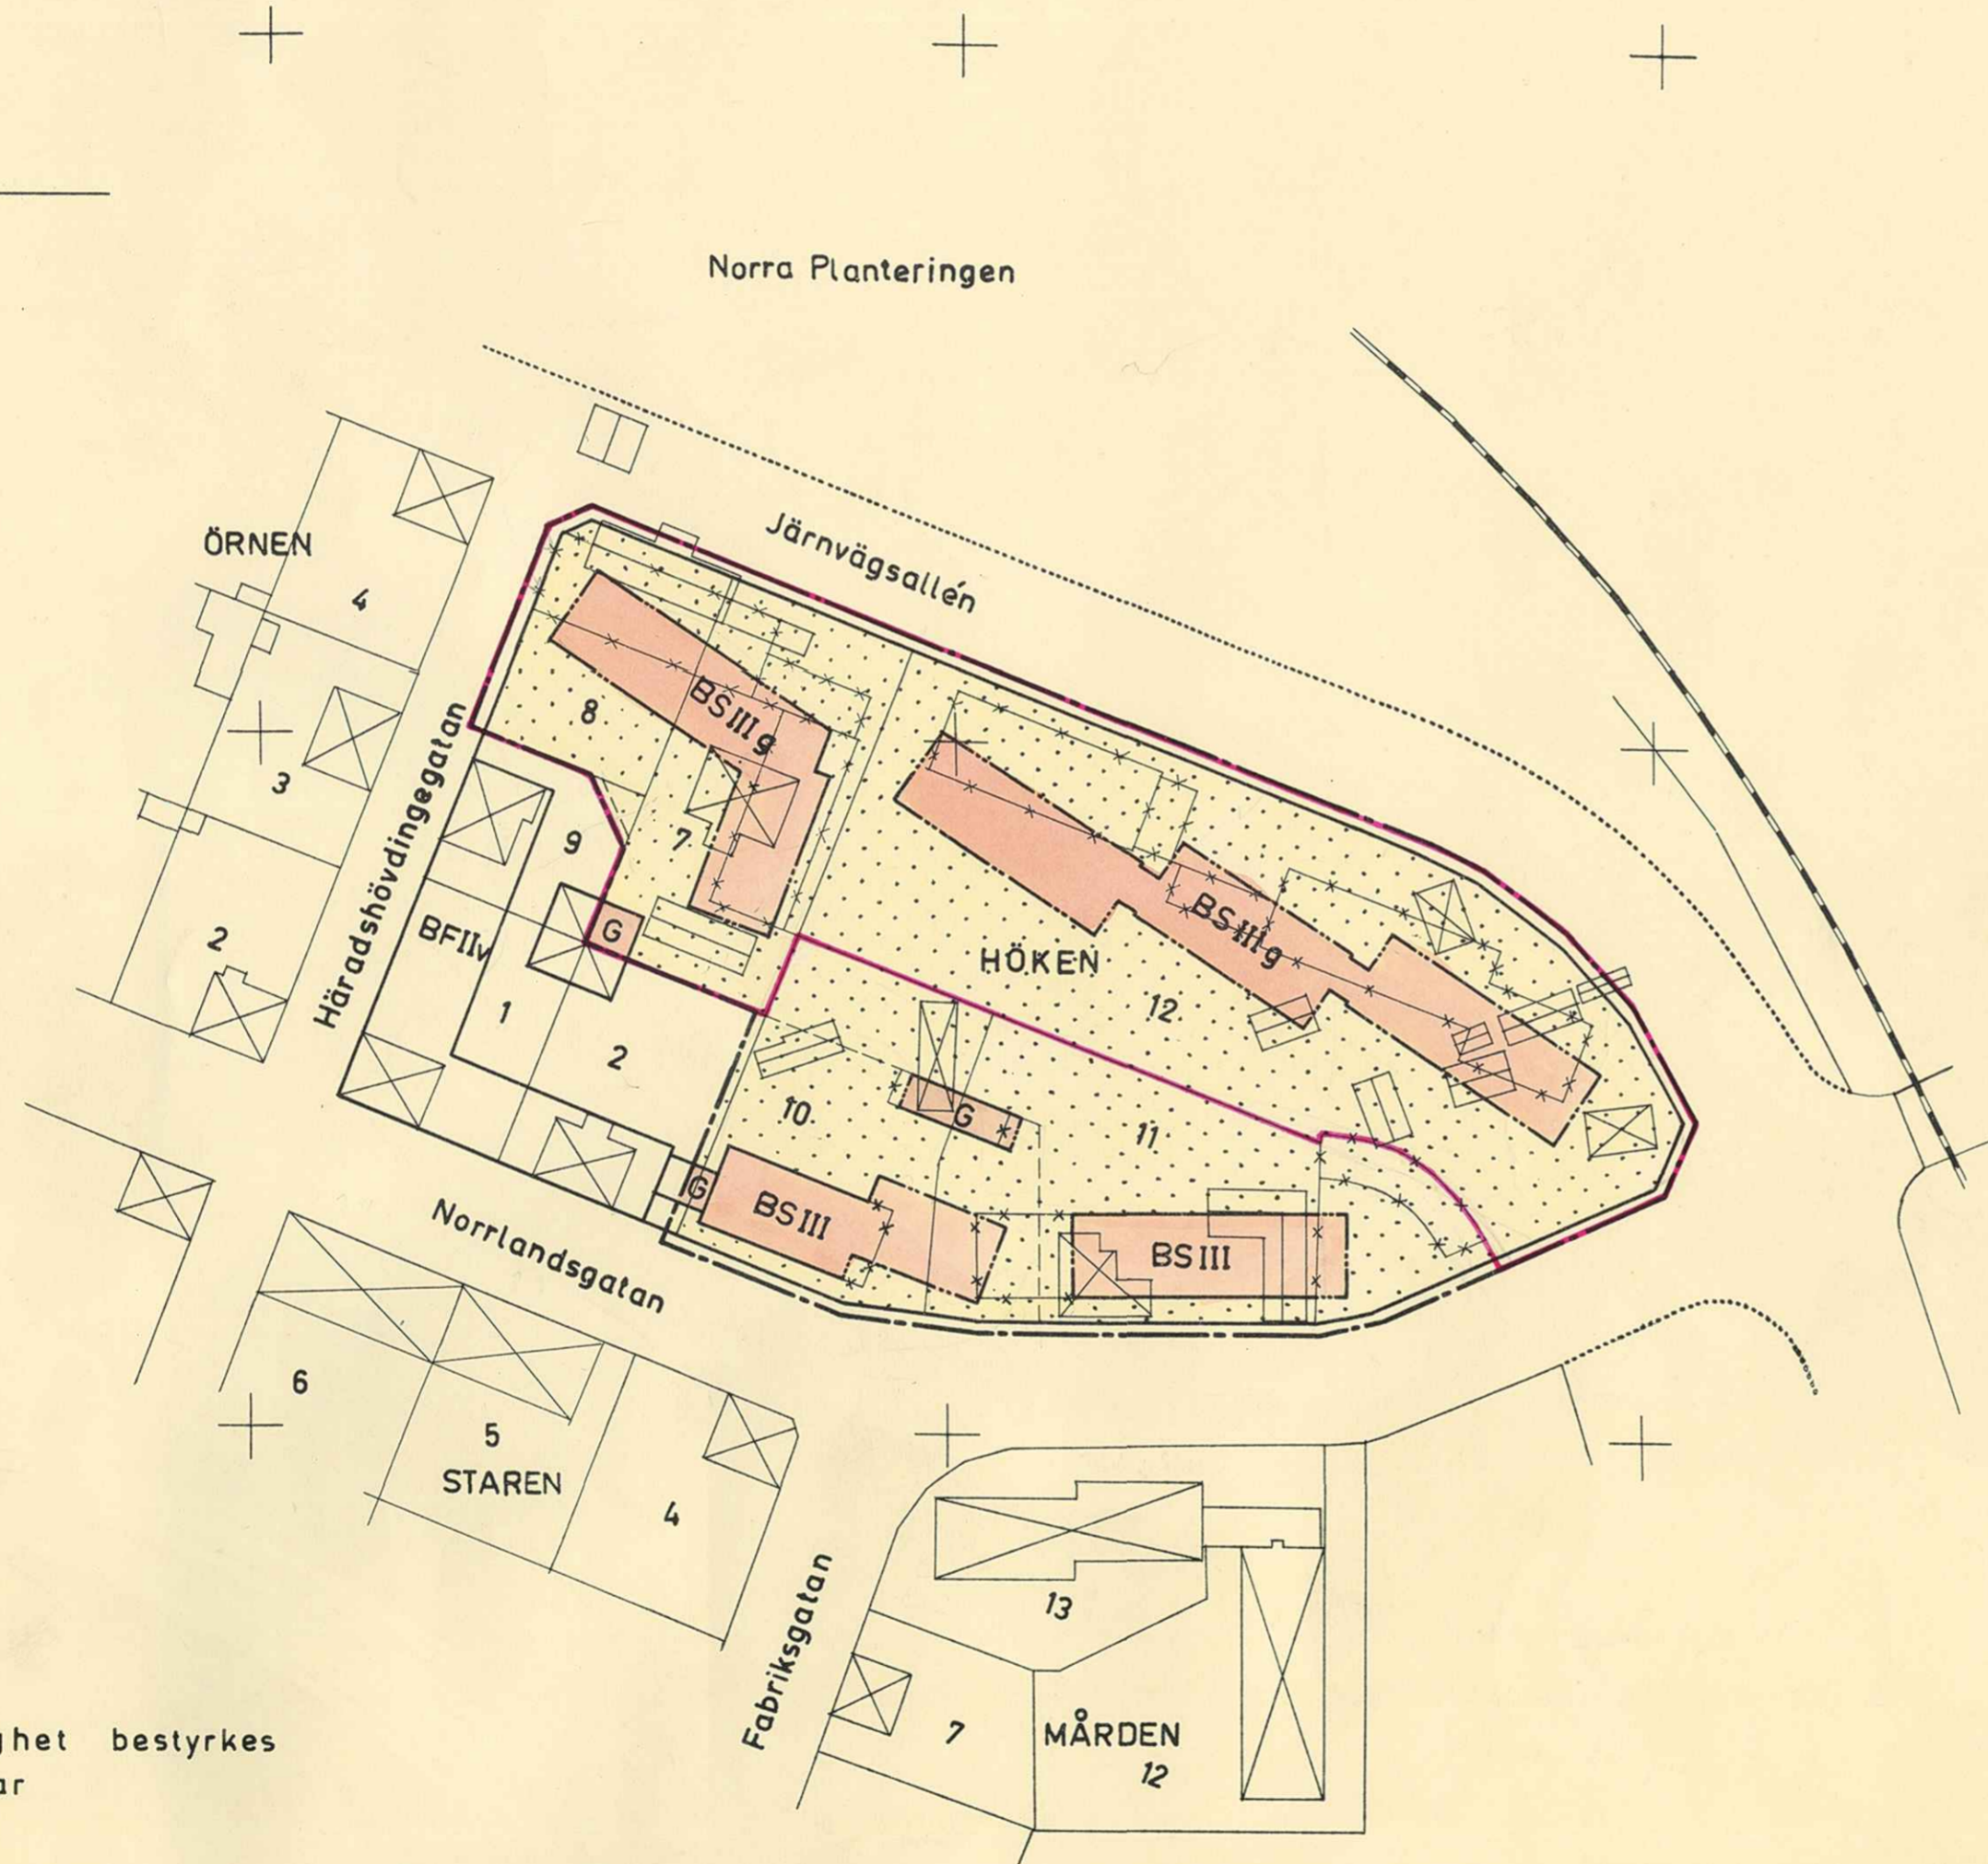 Norra Planteringen
Järnvägsallén
ÖRNEN
4
3
2
Häradshövdingegatan
8
BSIIIg
7
9
G
BFIIv
1
2
HÖKEN
12
BSIIIg
10
G
11
G
BSIII
BSIII
Norrlandsgatan
6
5
STAREN
4
Fabriksgatan
13
7
MÅRDEN
12
ghet bestyrkes
ar